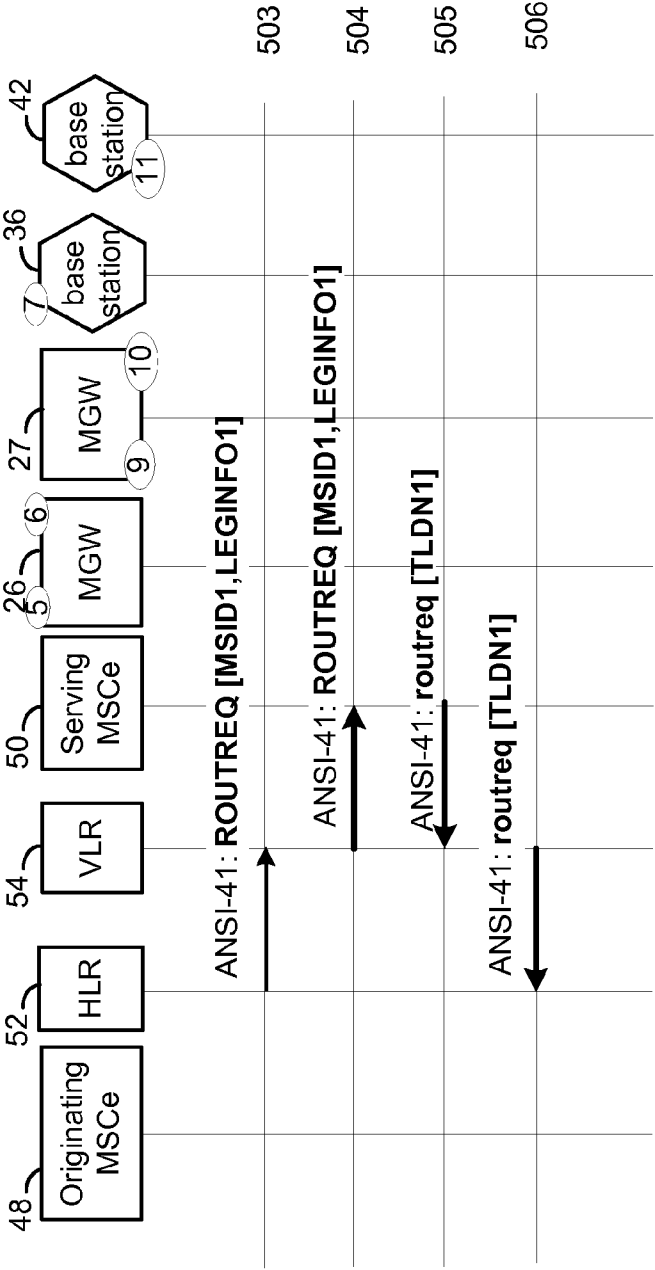 48
Originating
MSCe
52
HLR
54
VLR
50
Serving
MSCe
26
5
6
MGW
27
9
10
MGW
36
7
base
station
42
11
base
station
ANSI-41: ROUTREQ [MSID1,LEGINFO1]
503
ANSI-41: ROUTREQ [MSID1,LEGINFO1]
504
ANSI-41: routreq [TLDN1]
505
ANSI-41: routreq [TLDN1]
506